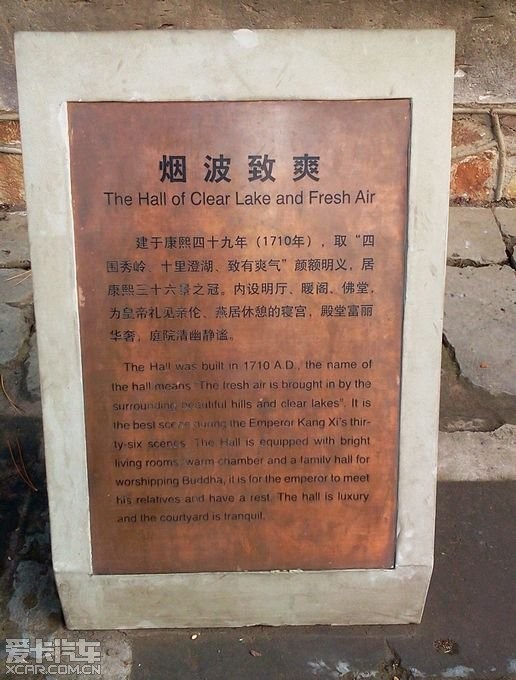 烟波致爽
The Hall of Clear Lake and Fresh Air
建于康熙四十九年（1710年），取“四
围秀岭、十里澄湖、致有爽气”颜额明义，居
康熙三十六景之冠。内设明厅、暖阁、佛堂，
为皇帝礼见亲伦、燕居休憩的寝宫，殿堂富丽
华奢，庭院清幽静谧。
The Hall was built in 1710 A.D., the name of
the hall means "The fresh air is brought in by the
surrounding beautiful hills and clear lakes". It is
the best scene during the Emperor Kang Xi's thir-
ty-six scenes. The Hall is equipped with bright
living rooms, warm chamber and a family hall for
worshipping Buddha, it is for the emperor to meet
his relatives and have a rest. The hall is luxury
and the courtyard is tranquil.
爱卡汽车
XCAR.COM.CN